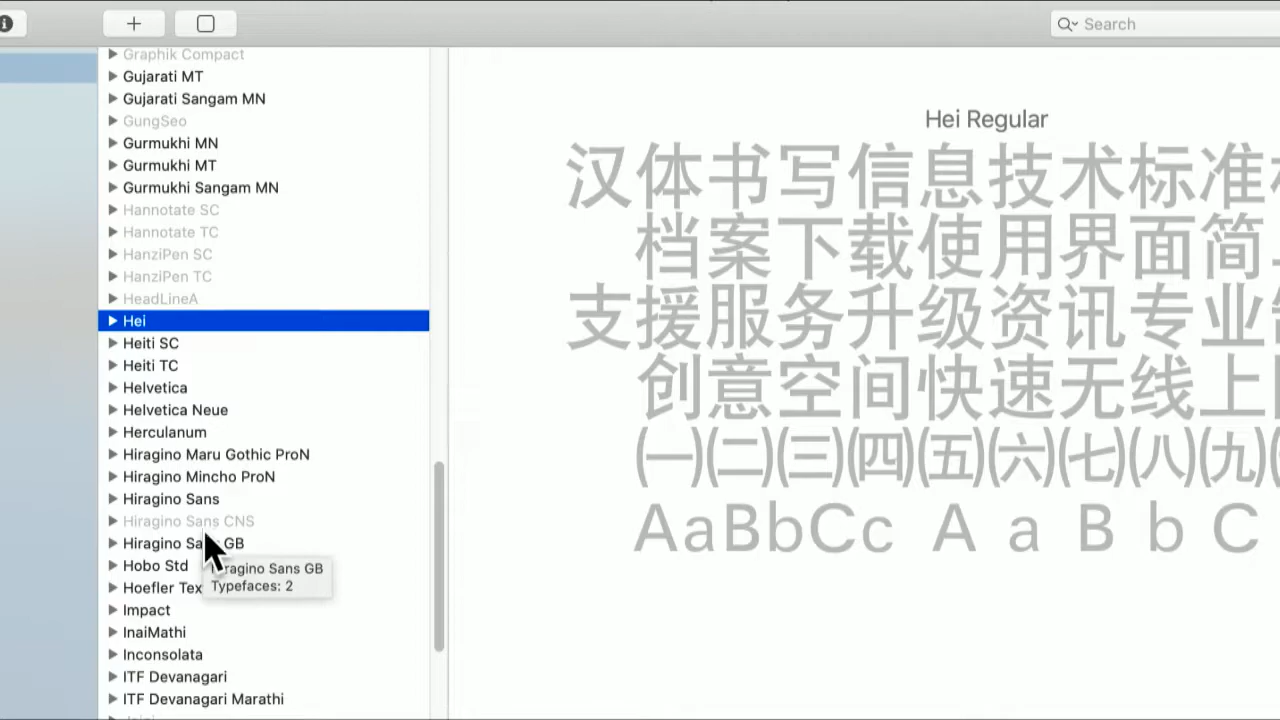 Search
Graphik Compact
Gujarati MT
Gujarati Sangam MN
GungSeo
Gurmukhi MN
Gurmukhi MT
Gurmukhi Sangam MN
Hannotate SC
Hannotate TC
HanziPen SC
HanziPen TC
HeadLineA
Hei
Heiti SC
Heiti TC
Helvetica
Helvetica Neue
Herculanum
Hiragino Maru Gothic ProN
Hiragino Mincho ProN
Hiragino Sans
Hiragino Sans CNS
Hiragino Sans GB
Hobo Std
Hoefler Tex
Impact
InaiMathi
Inconsolata
ITF Devanagari
ITF Devanagari Marathi
Hiragino Sans GB
Typefaces: 2
Hei Regular
汉体书写信息技术标准
档案下载使用界面简
支援服务升级资讯专业
创意空间快速无线上
㈠㈡㈢㈣㈤㈥㈦㈧㈨
AaBbCc A a B b C